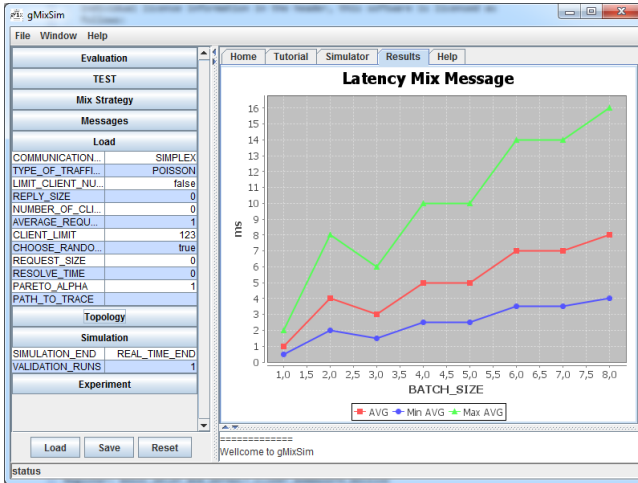 gMixSim
File Window Help
Evaluation
TEST
Mix Strategy
Messages
Load
COMMUNICATION... SIMPLEX
TYPE_OF_TRAFFI... POISSON
LIMIT_CLIENT_NU... false
REPLY_SIZE 0
NUMBER_OF_CLI... 0
AVERAGE_REQU... 1
CLIENT_LIMIT 123
CHOOSE_RANDO... true
REQUEST_SIZE 0
RESOLVE_TIME 0
PARETO_ALPHA 1
PATH_TO_TRACE
Topology
Simulation
SIMULATION_END REAL_TIME_END
VALIDATION_RUNS 1
Experiment
Load Save Reset
Home Tutorial Simulator Results Help
Latency Mix Message
16
15
14
13
12
11
10
9
8
7
6
5
4
3
2
1
0
ms
1,0 2,0 2,5 3,0 3,5 4,0 4,5 5,0 5,5 6,0 6,5 7,0 7,5 8,0
BATCH_SIZE
AVG Min AVG Max AVG
=============
Wellcome to gMixSim
status